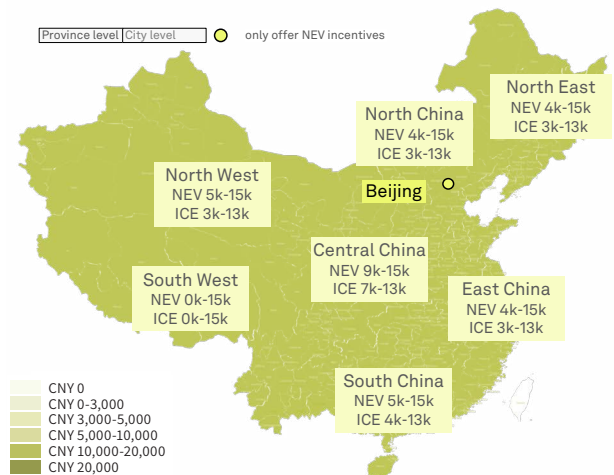 Province level City level
only offer NEV incentives
North East
NEV 4k-15k
ICE 3k-13k
North China
NEV 4k-15k
ICE 3k-13k
North West
NEV 5k-15k
ICE 3k-13k
Beijing
Central China
NEV 9k-15k
ICE 7k-13k
South West
NEV 0k-15k
ICE 0k-15k
East China
NEV 4k-15k
ICE 3k-13k
South China
NEV 5k-15k
ICE 4k-13k
CNY 0
CNY 0-3,000
CNY 3,000-5,000
CNY 5,000-10,000
CNY 10,000-20,000
CNY 20,000